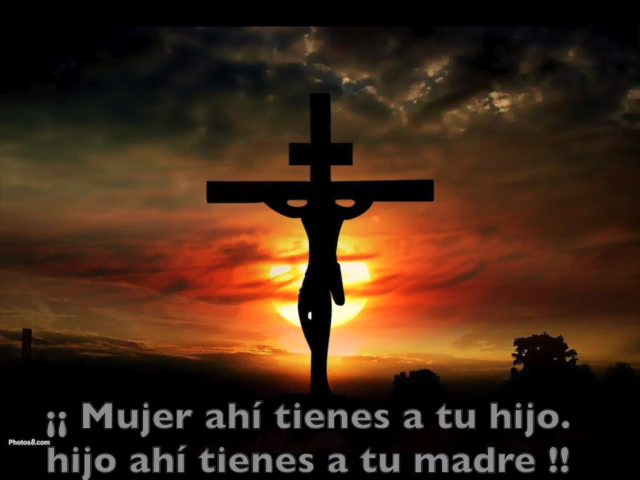 ¡¡ Mujer ahí tienes a tu hijo.
Photos8.com
hijo ahí tienes a tu madre !!